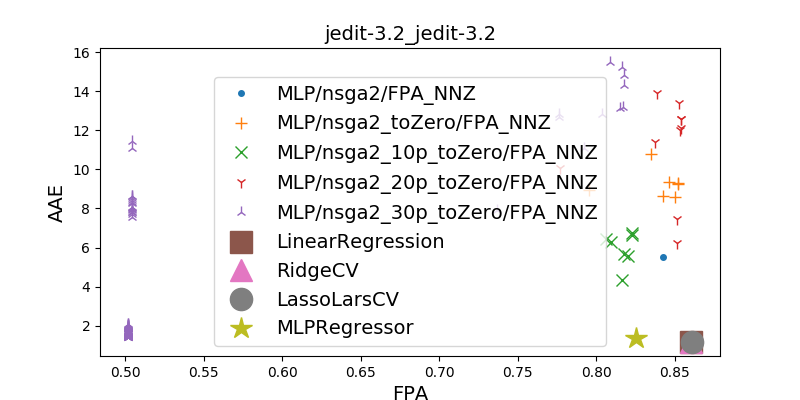 jedit-3.2_jedit-3.2
16
14
12
10
8
6
4
2
AAE
MLP/nsga2/FPA_NNZ
MLP/nsga2_toZero/FPA_NNZ
MLP/nsga2_10p_toZero/FPA_NNZ
MLP/nsga2_20p_toZero/FPA_NNZ
MLP/nsga2_30p_toZero/FPA_NNZ
LinearRegression
RidgeCV
LassoLarsCV
MLPRegressor
0.50 0.55 0.60 0.65 0.70 0.75 0.80 0.85
FPA